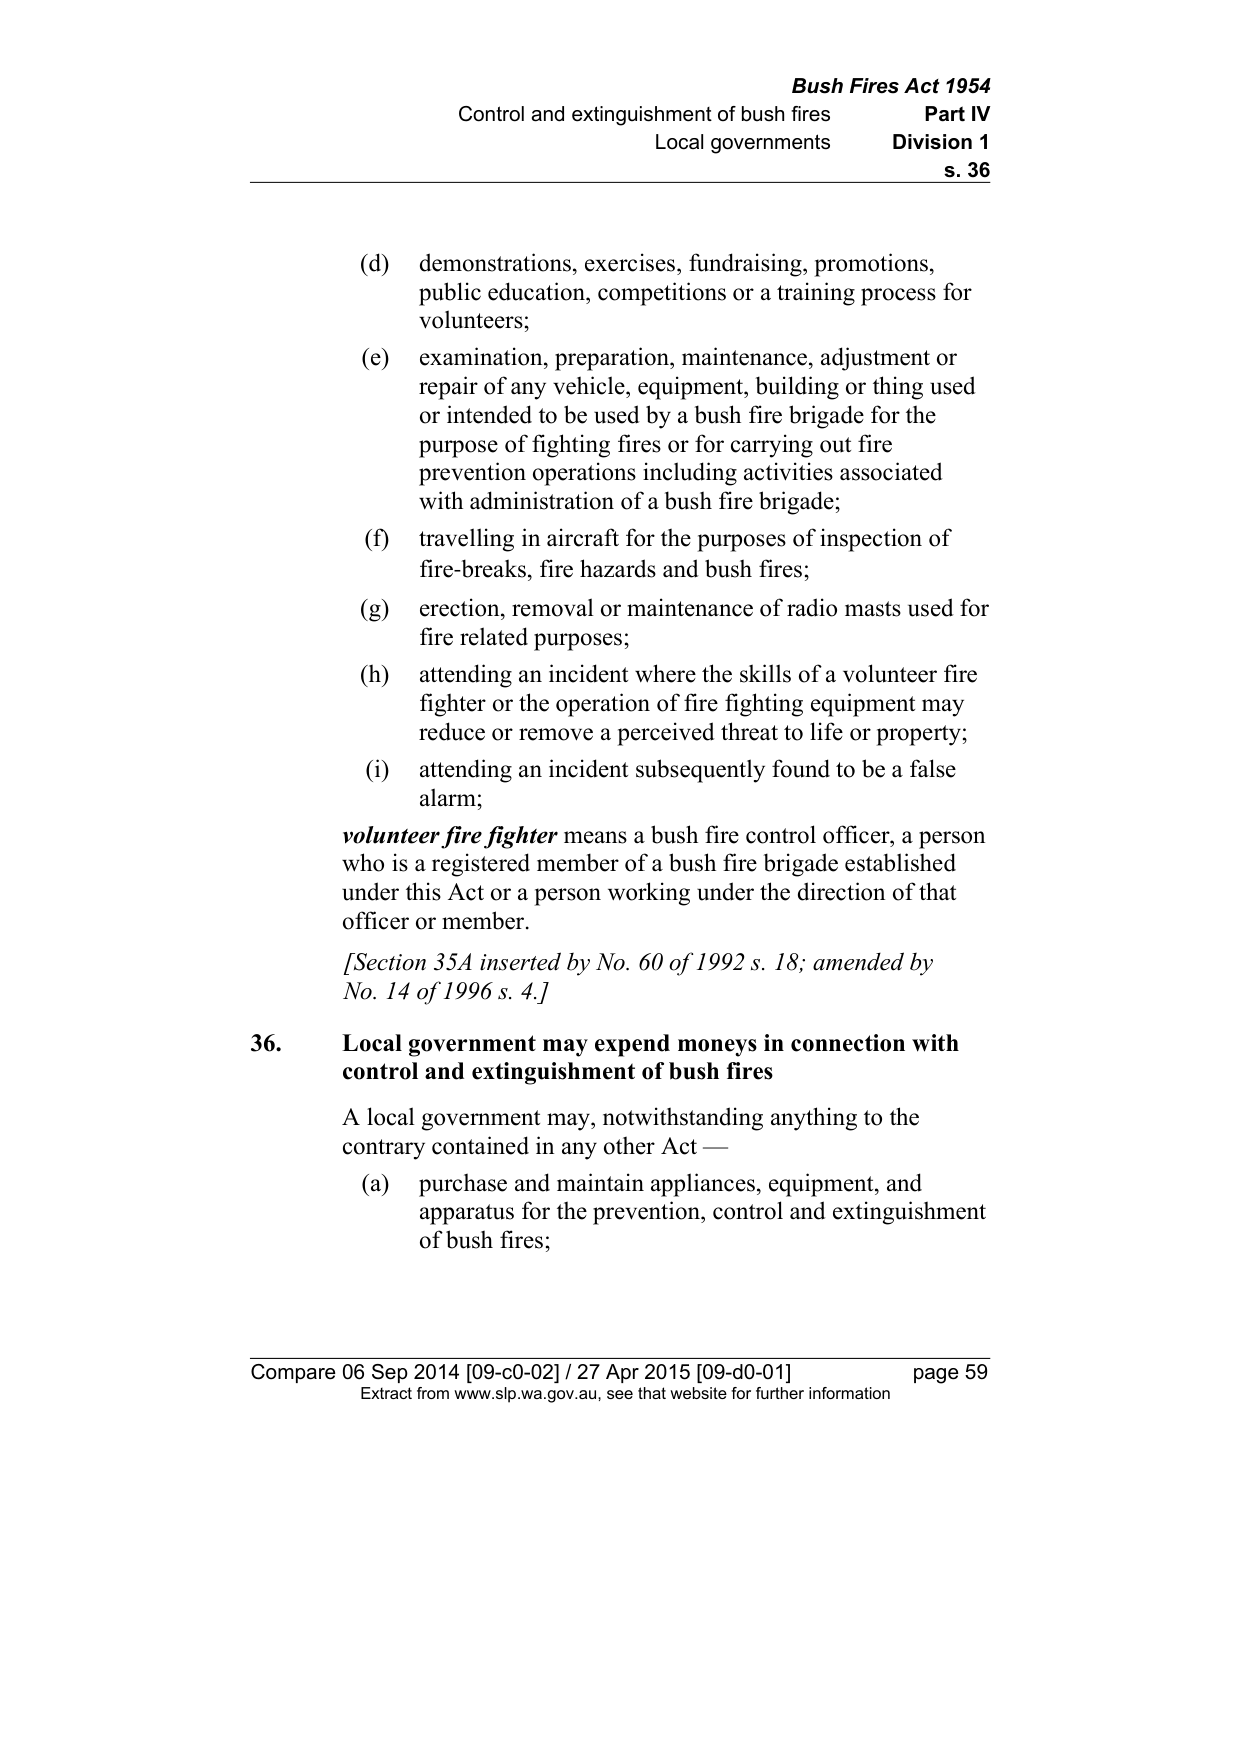 Bush Fires Act 1954
Control and extinguishment of bush fires Part IV
Local governments Division 1
s. 36
(d) demonstrations, exercises, fundraising, promotions,
public education, competitions or a training process for
volunteers;
(e) examination, preparation, maintenance, adjustment or
repair of any vehicle, equipment, building or thing used
or intended to be used by a bush fire brigade for the
purpose of fighting fires or for carrying out fire
prevention operations including activities associated
with administration of a bush fire brigade;
(f) travelling in aircraft for the purposes of inspection of
fire-breaks, fire hazards and bush fires;
(g) erection, removal or maintenance of radio masts used for
fire related purposes;
(h) attending an incident where the skills of a volunteer fire
fighter or the operation of fire fighting equipment may
reduce or remove a perceived threat to life or property;
(i) attending an incident subsequently found to be a false
alarm;
volunteer fire fighter means a bush fire control officer, a person
who is a registered member of a bush fire brigade established
under this Act or a person working under the direction of that
officer or member.
[Section 35A inserted by No. 60 of 1992 s. 18; amended by
No. 14 of 1996 s. 4.]
36. Local government may expend moneys in connection with
control and extinguishment of bush fires
A local government may, notwithstanding anything to the
contrary contained in any other Act —
(a) purchase and maintain appliances, equipment, and
apparatus for the prevention, control and extinguishment
of bush fires;
Compare 06 Sep 2014 [09-c0-02] / 27 Apr 2015 [09-d0-01] page 59
Extract from www.slp.wa.gov.au, see that website for further information